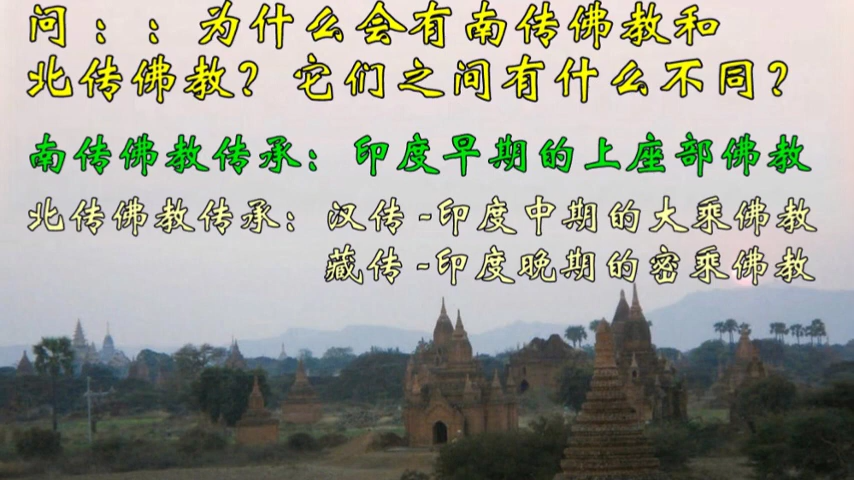 问：：为什么会有南传佛教和
北传佛教？它们之间有什么不同？
南传佛教传承：印度早期的上座部佛教
北传佛教传承：汉传-印度中期的大乘佛教
藏传-印度晚期的密乘佛教